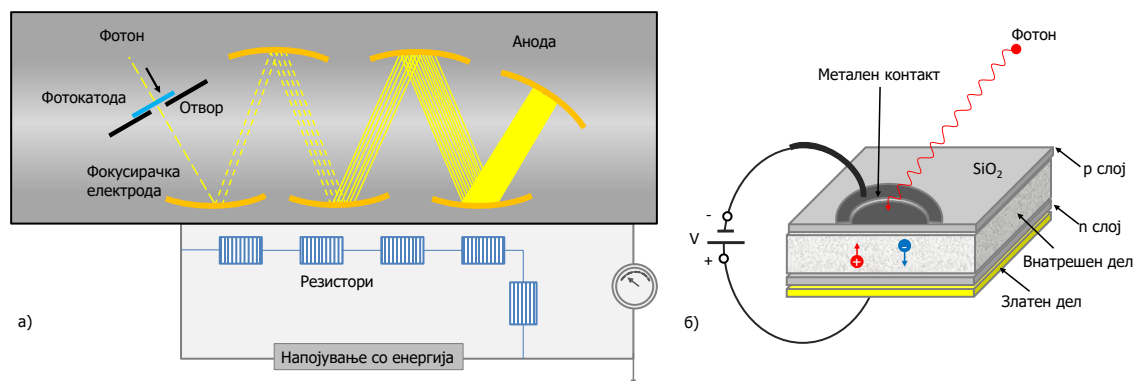 Фотон
Фотокатода
Отвор
Фокусирачка
електрода
Анода
Резистори
Напојување со енергија
а)
Фотон
Метален контакт
SiO₂
p слој
n слој
Внатрешен дел
Златен дел
-
V
+
+
-
б)